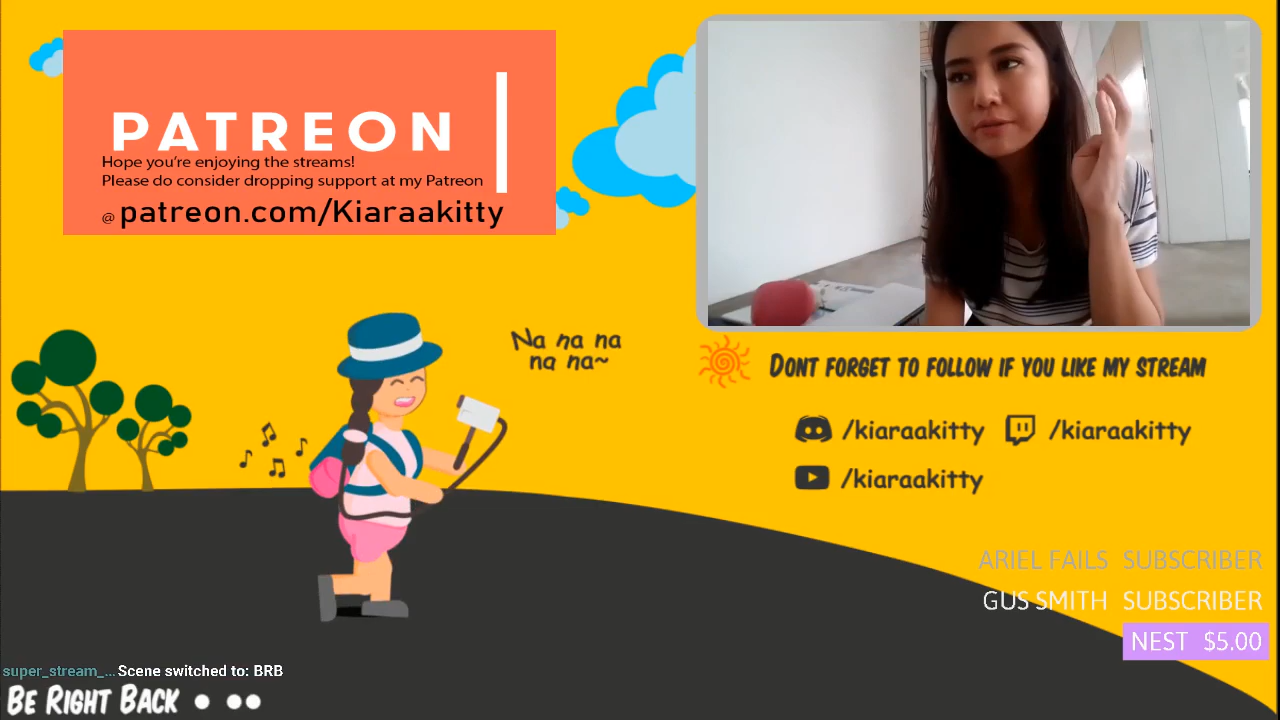 PATREON
Hope you're enjoying the streams!
Please do consider dropping support at my Patreon
@ patreon.com/Kiaraakitty
Na na na
na na~
DONT FORGET TO FOLLOW IF YOU LIKE MY STREAM
/kiaraakitty /kiaraakitty
/kiaraakitty
ARIEL FAILS SUBSCRIBER
GUS SMITH SUBSCRIBER
NEST $5.00
super_stream_... Scene switched to: BRB
BE RIGHT BACK